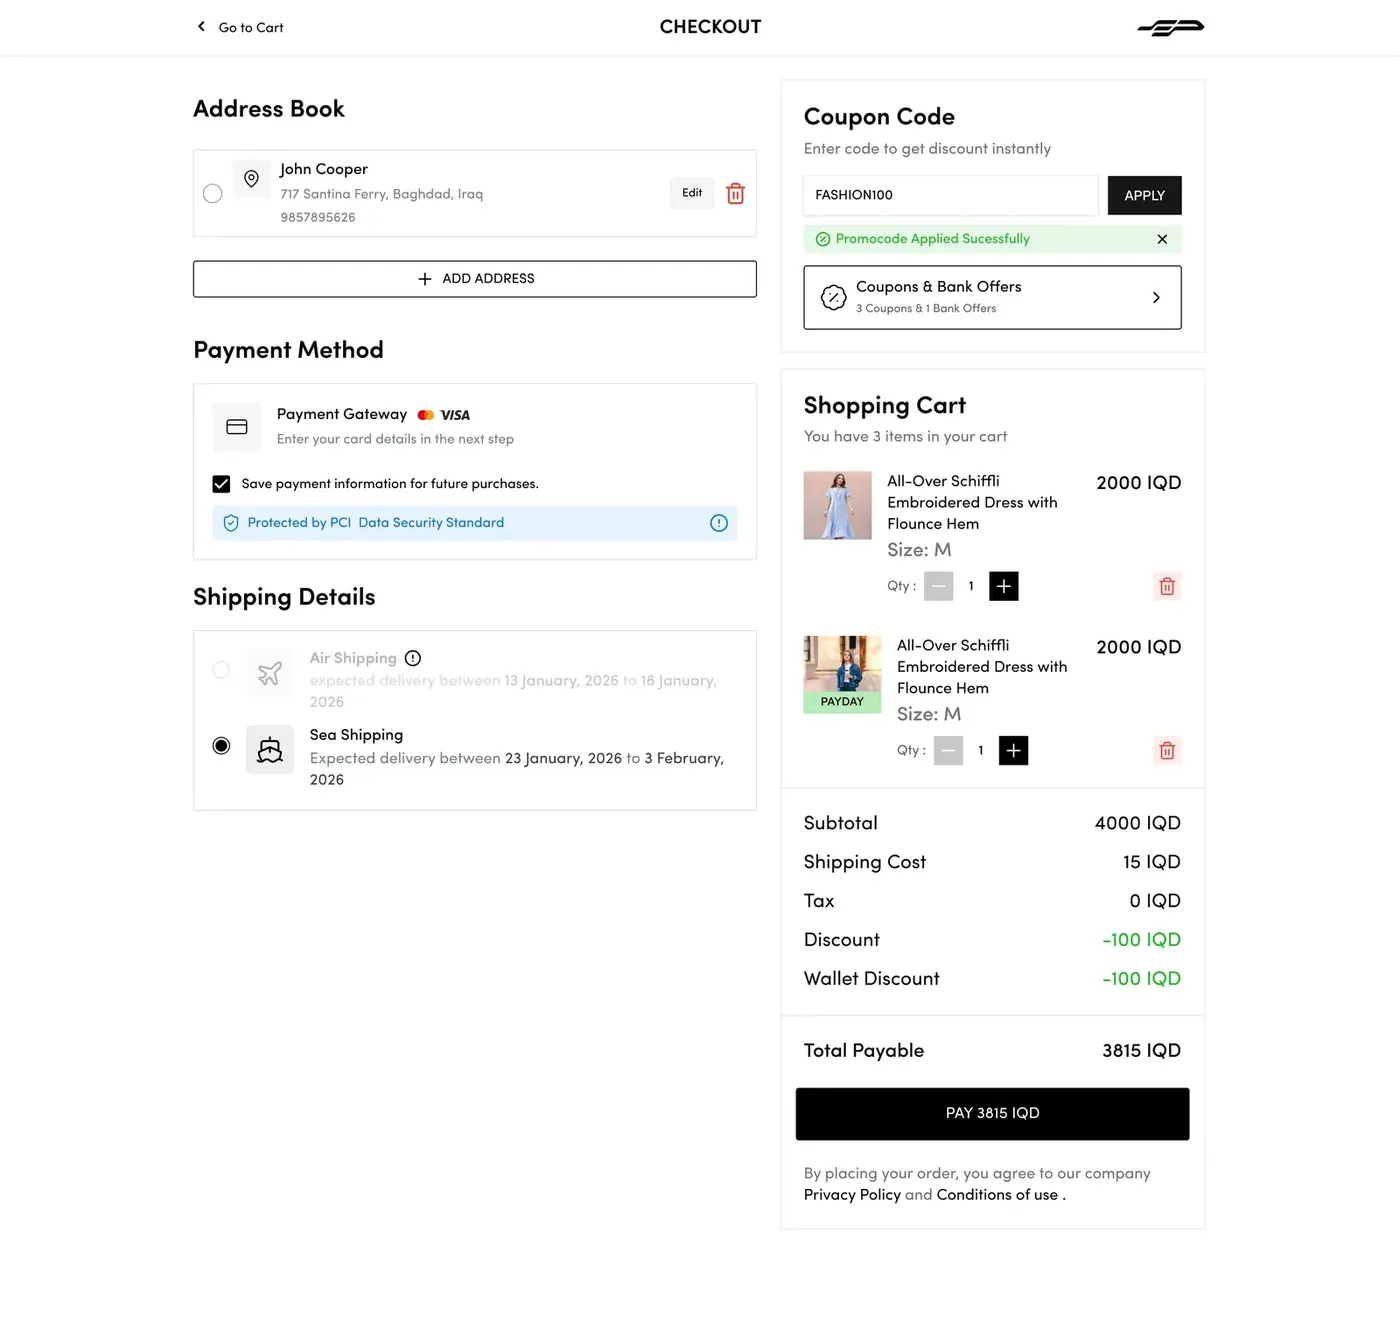 Go to Cart
CHECKOUT
Address Book
John Cooper
717 Santina Ferry, Baghdad, Iraq
9857895626
Edit
ADD ADDRESS
Payment Method
Payment Gateway VISA
Enter your card details in the next step
Save payment information for future purchases.
Protected by PCI Data Security Standard
Shipping Details
Air Shipping
expected delivery between 13 January, 2026 to 18 January,
2026
Sea Shipping
Expected delivery between 23 January, 2026 to 3 February,
2026
Coupon Code
Enter code to get discount instantly
FASHION100
APPLY
Promocode Applied Sucessfully
Coupons & Bank Offers
3 Coupons & 1 Bank Offers
Shopping Cart
You have 3 items in your cart
All-Over Schiffli
Embroidered Dress with
Flounce Hem
2000 IQD
Size: M
Qty : 1
All-Over Schiffli
Embroidered Dress with
Flounce Hem
2000 IQD
PAYDAY
Size: M
Qty : 1
Subtotal 4000 IQD
Shipping Cost 15 IQD
Tax 0 IQD
Discount -100 IQD
Wallet Discount -100 IQD
Total Payable 3815 IQD
PAY 3815 IQD
By placing your order, you agree to our company
Privacy Policy and Conditions of use .